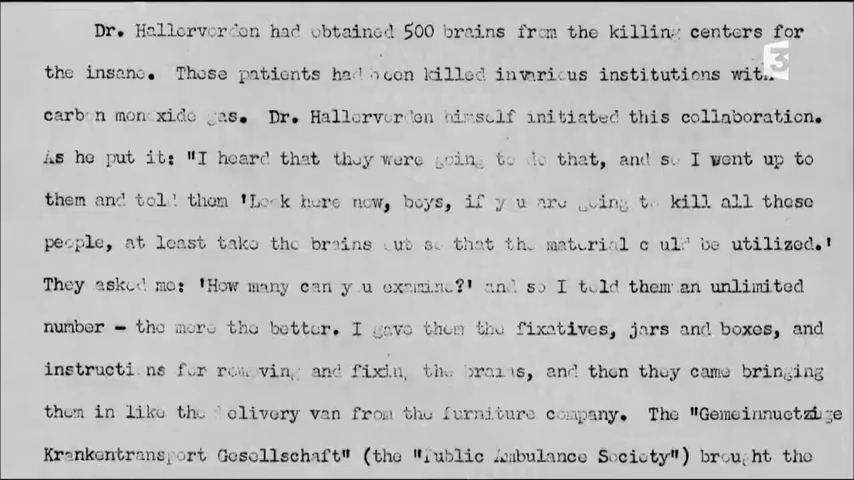 Dr. Hallervorden had obtained 500 brains from the killing centers for
3
the insane. These patients had been killed in various institutions with
carbon monoxide gas. Dr. Hallervorden himself initiated this collaboration.
As he put it: "I heard that they were going to do that, and so I went up to
them and told them 'Look here now, boys, if you are going to kill all these
people, at least take the brains out so that the material could be utilized.'
They asked me: 'How many can you examine?' and so I told them an unlimited
number - the more the better. I gave them the fixatives, jars and boxes, and
instructions for removing and fixing the brains, and then they came bringing
them in like the delivery van from the furniture company. The "Gemeinnuetzige
Krankentransport Gesellschaft" (the "Public Ambulance Society") brought the